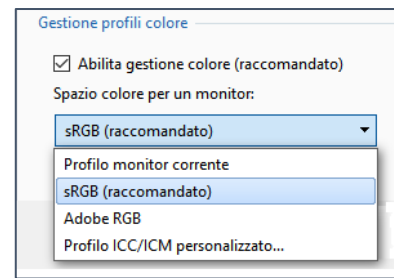 Gestione profili colore
Abilita gestione colore (raccomandato)
Spazio colore per un monitor:
sRGB (raccomandato)
Profilo monitor corrente
sRGB (raccomandato)
Adobe RGB
Profilo ICC/ICM personalizzato...